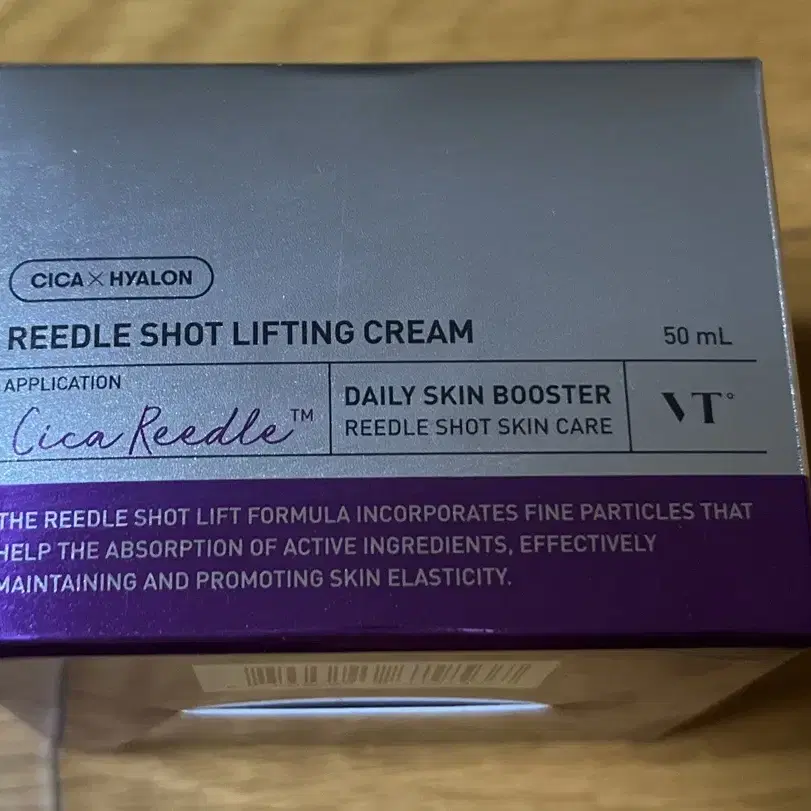 CICA×HYALON
REEDLE SHOT LIFTING CREAM
50 mL
APPLICATION
Cica Reedle™
DAILY SKIN BOOSTER
REEDLE SHOT SKIN CARE
VT°
THE REEDLE SHOT LIFT FORMULA INCORPORATES FINE PARTICLES THAT
HELP THE ABSORPTION OF ACTIVE INGREDIENTS, EFFECTIVELY
MAINTAINING AND PROMOTING SKIN ELASTICITY.